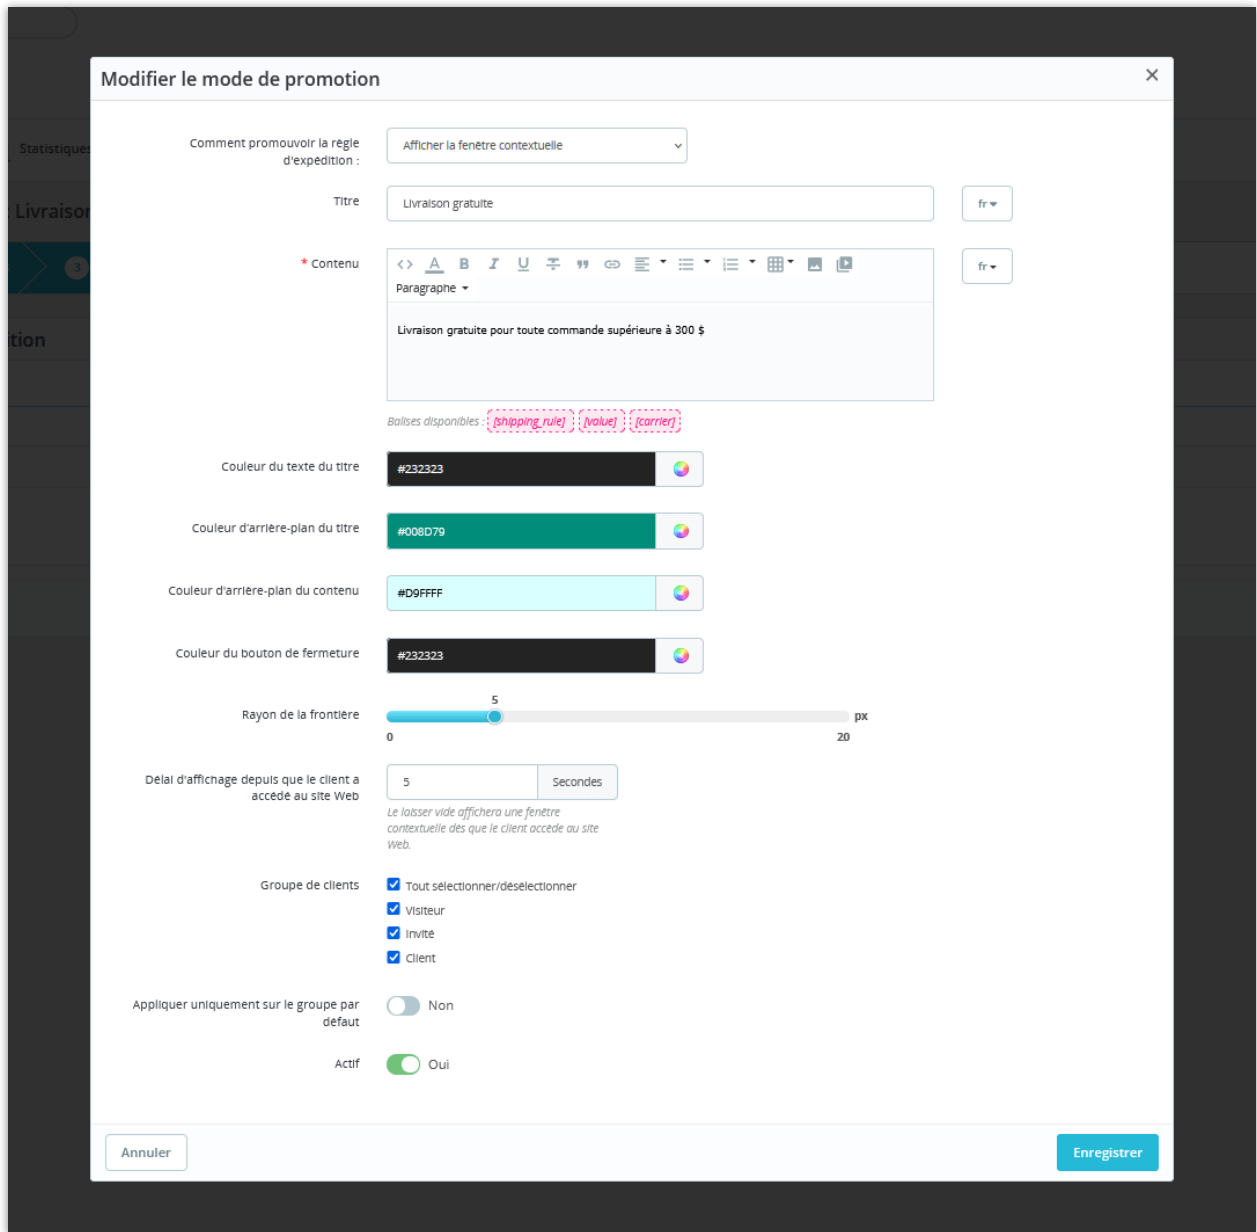 Modifier le mode de promotion
Statistiques
Livraison
3
ition
Comment promouvoir la règle
d'expédition :
Afficher la fenêtre contextuelle
Titre
Livraison gratuite
fr
* Contenu
Paragraphe
fr
Livraison gratuite pour toute commande supérieure à 300 $
Balises disponibles : [shipping_rule] [value] [carrier]
Couleur du texte du titre
#232323
Couleur d'arrière-plan du titre
#008D79
Couleur d'arrière-plan du contenu
#D9FFFF
Couleur du bouton de fermeture
#232323
Rayon de la frontière
5
px
0
20
Délai d'affichage depuis que le client a
accédé au site Web
5
Secondes
Le laisser vide affichera une fenêtre
contextuelle dès que le client accède au site
Web.
Groupe de clients
Tout sélectionner/désélectionner
Visiteur
Invité
Client
Appliquer uniquement sur le groupe par
défaut
Non
Actif
Oui
Annuler
Enregistrer